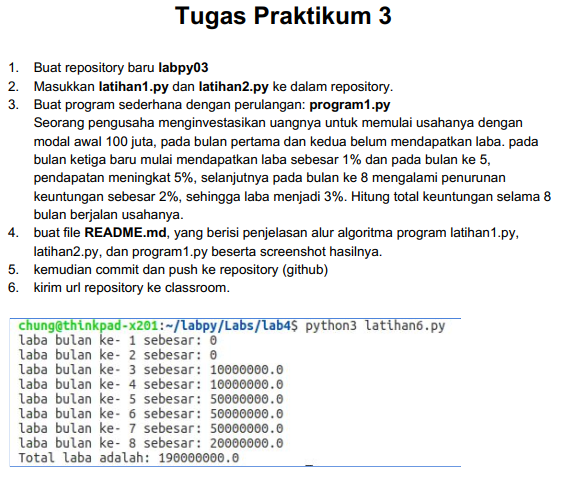 Tugas Praktikum 3
1. Buat repository baru labpy03
2. Masukkan latihan1.py dan latihan2.py ke dalam repository.
3. Buat program sederhana dengan perulangan: program1.py
Seorang pengusaha menginvestasikan uangnya untuk memulai usahanya dengan
modal awal 100 juta, pada bulan pertama dan kedua belum mendapatkan laba. pada
bulan ketiga baru mulai mendapatkan laba sebesar 1% dan pada bulan ke 5,
pendapatan meningkat 5%, selanjutnya pada bulan ke 8 mengalami penurunan
keuntungan sebesar 2%, sehingga laba menjadi 3%. Hitung total keuntungan selama 8
bulan berjalan usahanya.
4. buat file README.md, yang berisi penjelasan alur algoritma program latihan1.py,
latihan2.py, dan program1.py beserta screenshot hasilnya.
5. kemudian commit dan push ke repository (github)
6. kirim url repository ke classroom.
chung@thinkpad-x201:~/labpy/Labs/lab4$ python3 latihan6.py
laba bulan ke- 1 sebesar: 0
laba bulan ke- 2 sebesar: 0
laba bulan ke- 3 sebesar: 10000000.0
laba bulan ke- 4 sebesar: 10000000.0
laba bulan ke- 5 sebesar: 50000000.0
laba bulan ke- 6 sebesar: 50000000.0
laba bulan ke- 7 sebesar: 50000000.0
laba bulan ke- 8 sebesar: 20000000.0
Total laba adalah: 190000000.0